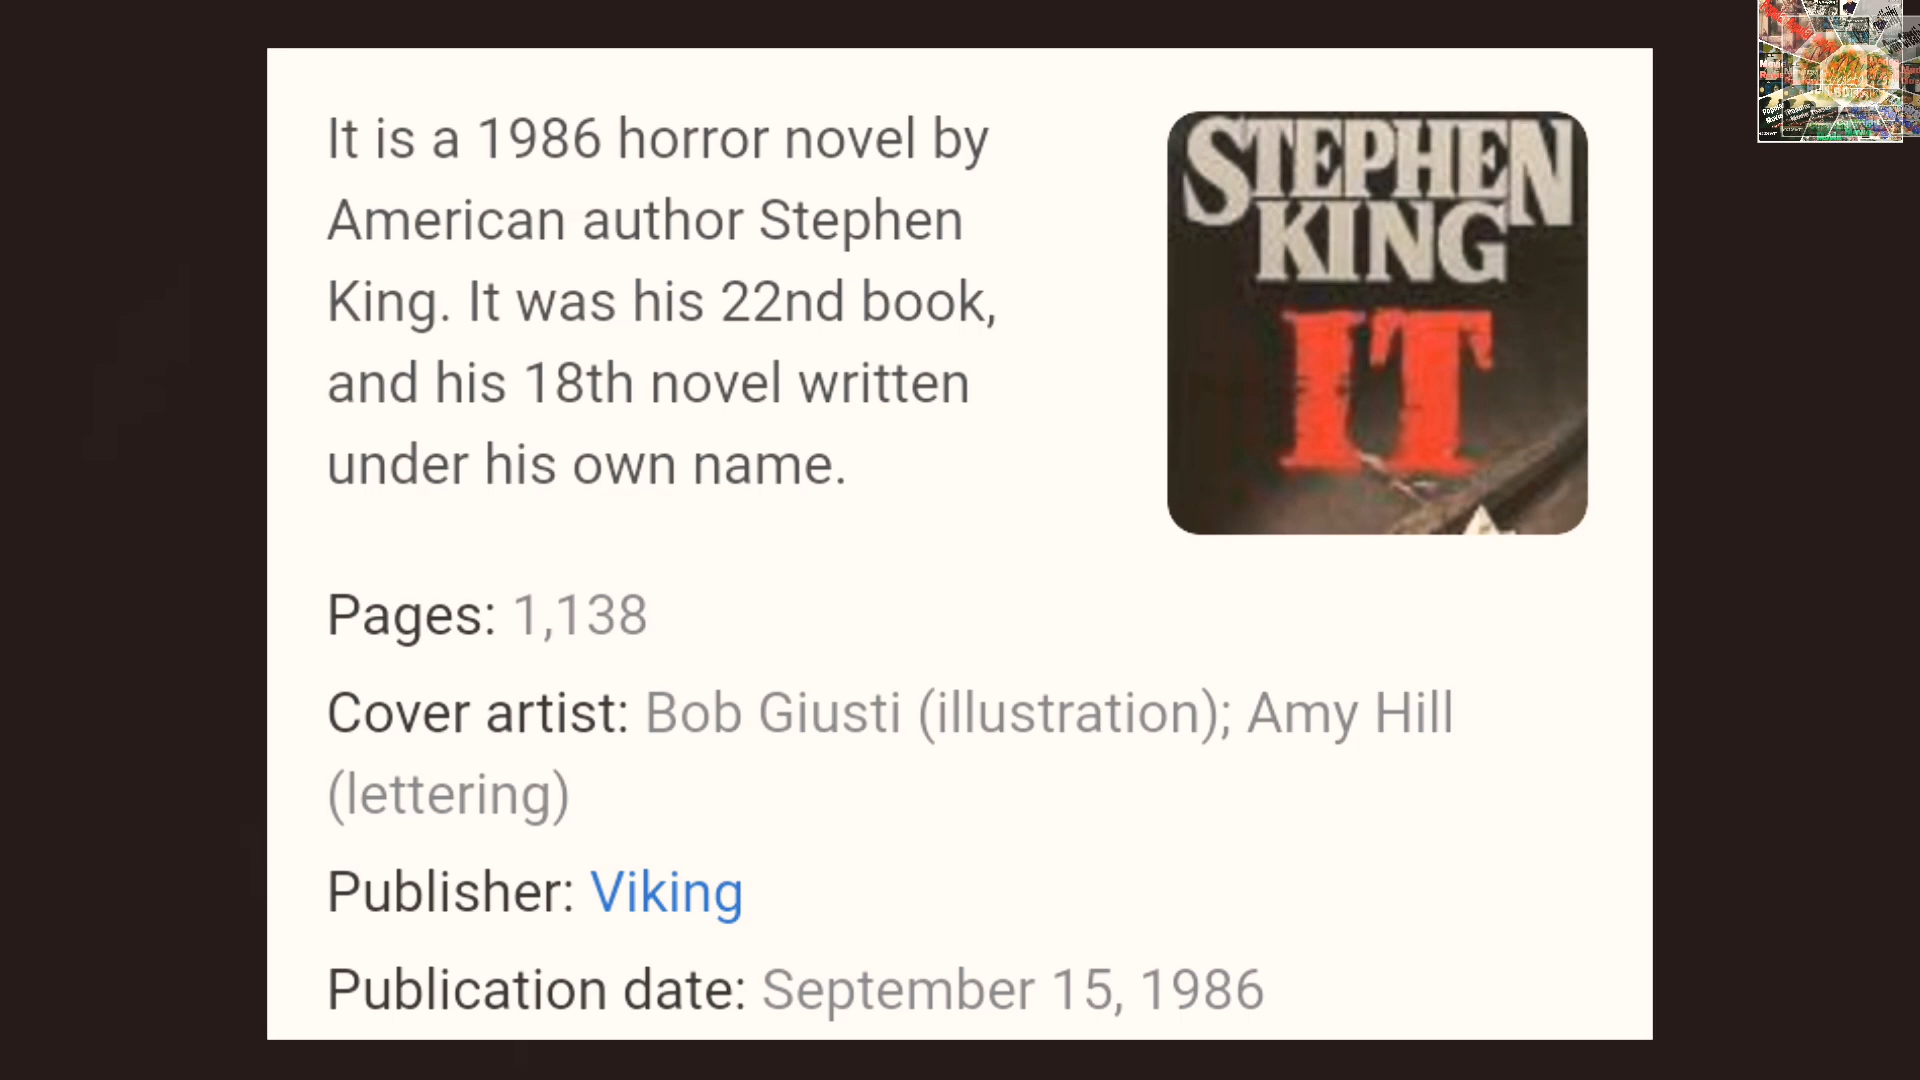 It is a 1986 horror novel by
American author Stephen
King. It was his 22nd book,
and his 18th novel written
under his own name.
STEPHEN
KING
IT
Pages: 1,138
Cover artist: Bob Giusti (illustration); Amy Hill
(lettering)
Publisher: Viking
Publication date: September 15, 1986